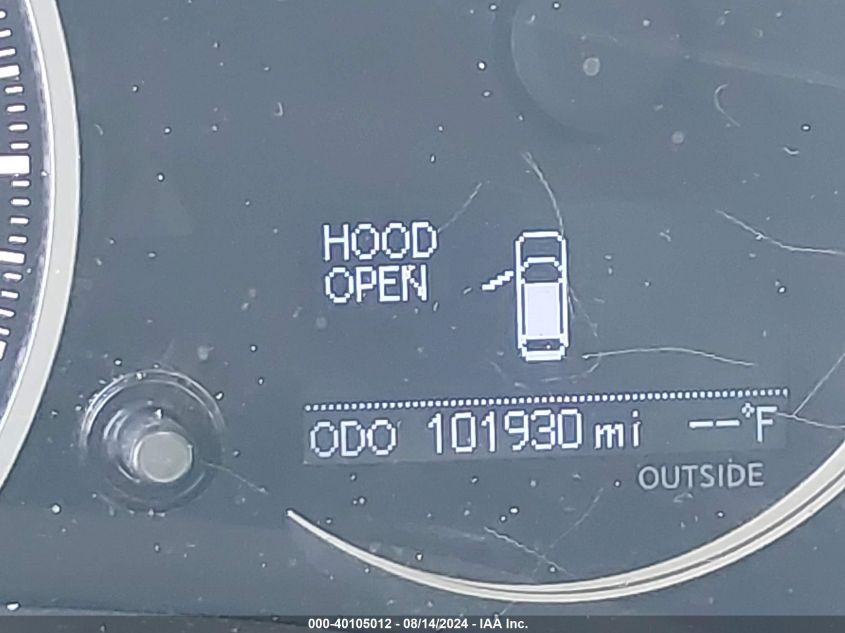 HOOD
OPEN
ODO 101930 mi --°F
OUTSIDE
000-40105012 - 08/14/2024 - IAA Inc.